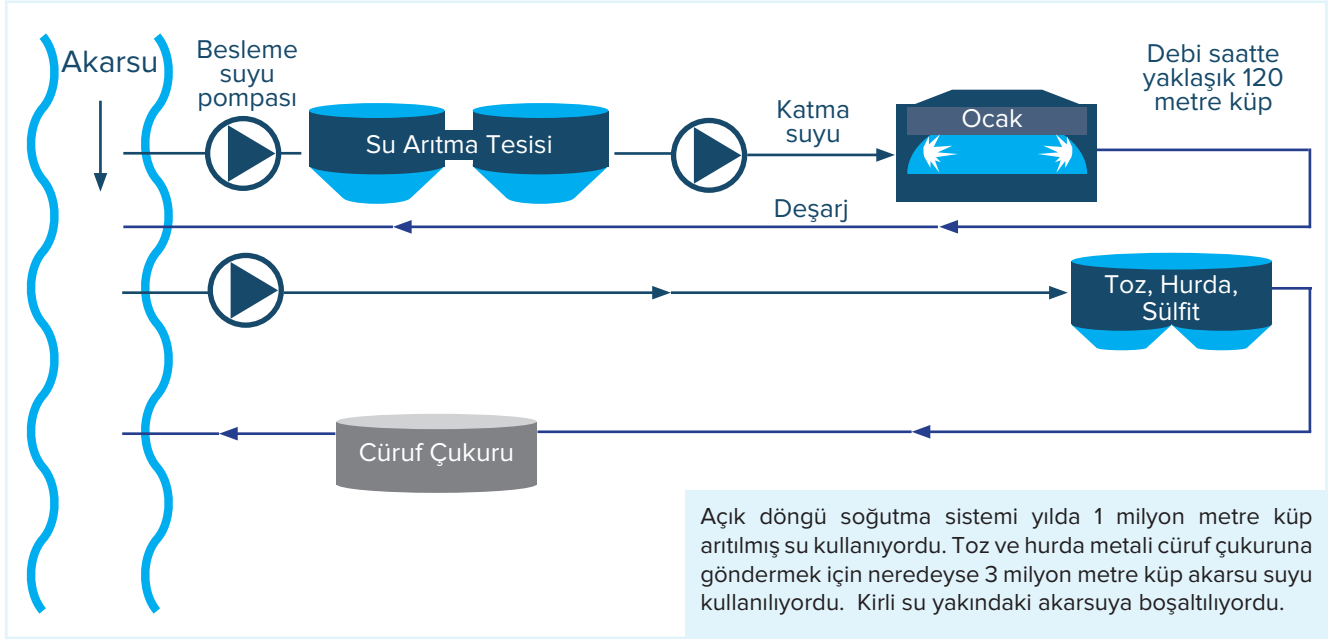 Akarsu
Besleme
suyu
pompası
Su Arıtma Tesisi
Katma
suyu
Ocak
Debi saatte
yaklaşık 120
metre küp
Deşarj
Toz, Hurda,
Sülfit
Cüruf Çukuru
Açık döngü soğutma sistemi yılda 1 milyon metre küp
arıtılmış su kullanıyordu. Toz ve hurda metali cüruf çukuruna
göndermek için neredeyse 3 milyon metre küp akarsu suyu
kullanılıyordu. Kirli su yakındaki akarsuya boşaltılıyordu.